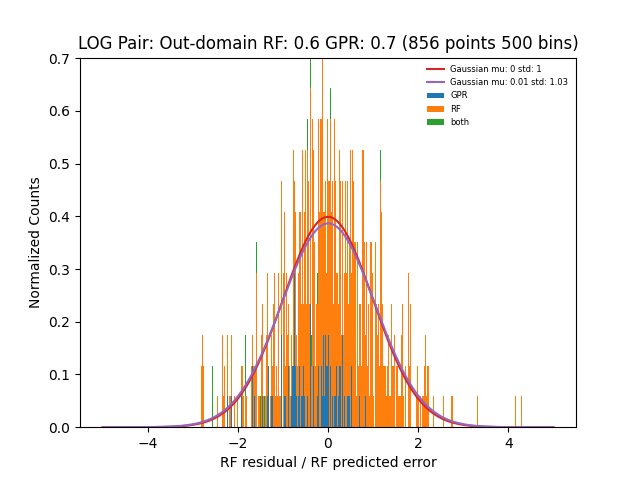 LOG Pair: Out-domain RF: 0.6 GPR: 0.7 (856 points 500 bins)
Gaussian mu: 0 std: 1
Gaussian mu: 0.01 std: 1.03
GPR
RF
both
Normalized Counts
0.7
0.6
0.5
0.4
0.3
0.2
0.1
0.0
−4 −2 0 2 4
RF residual / RF predicted error